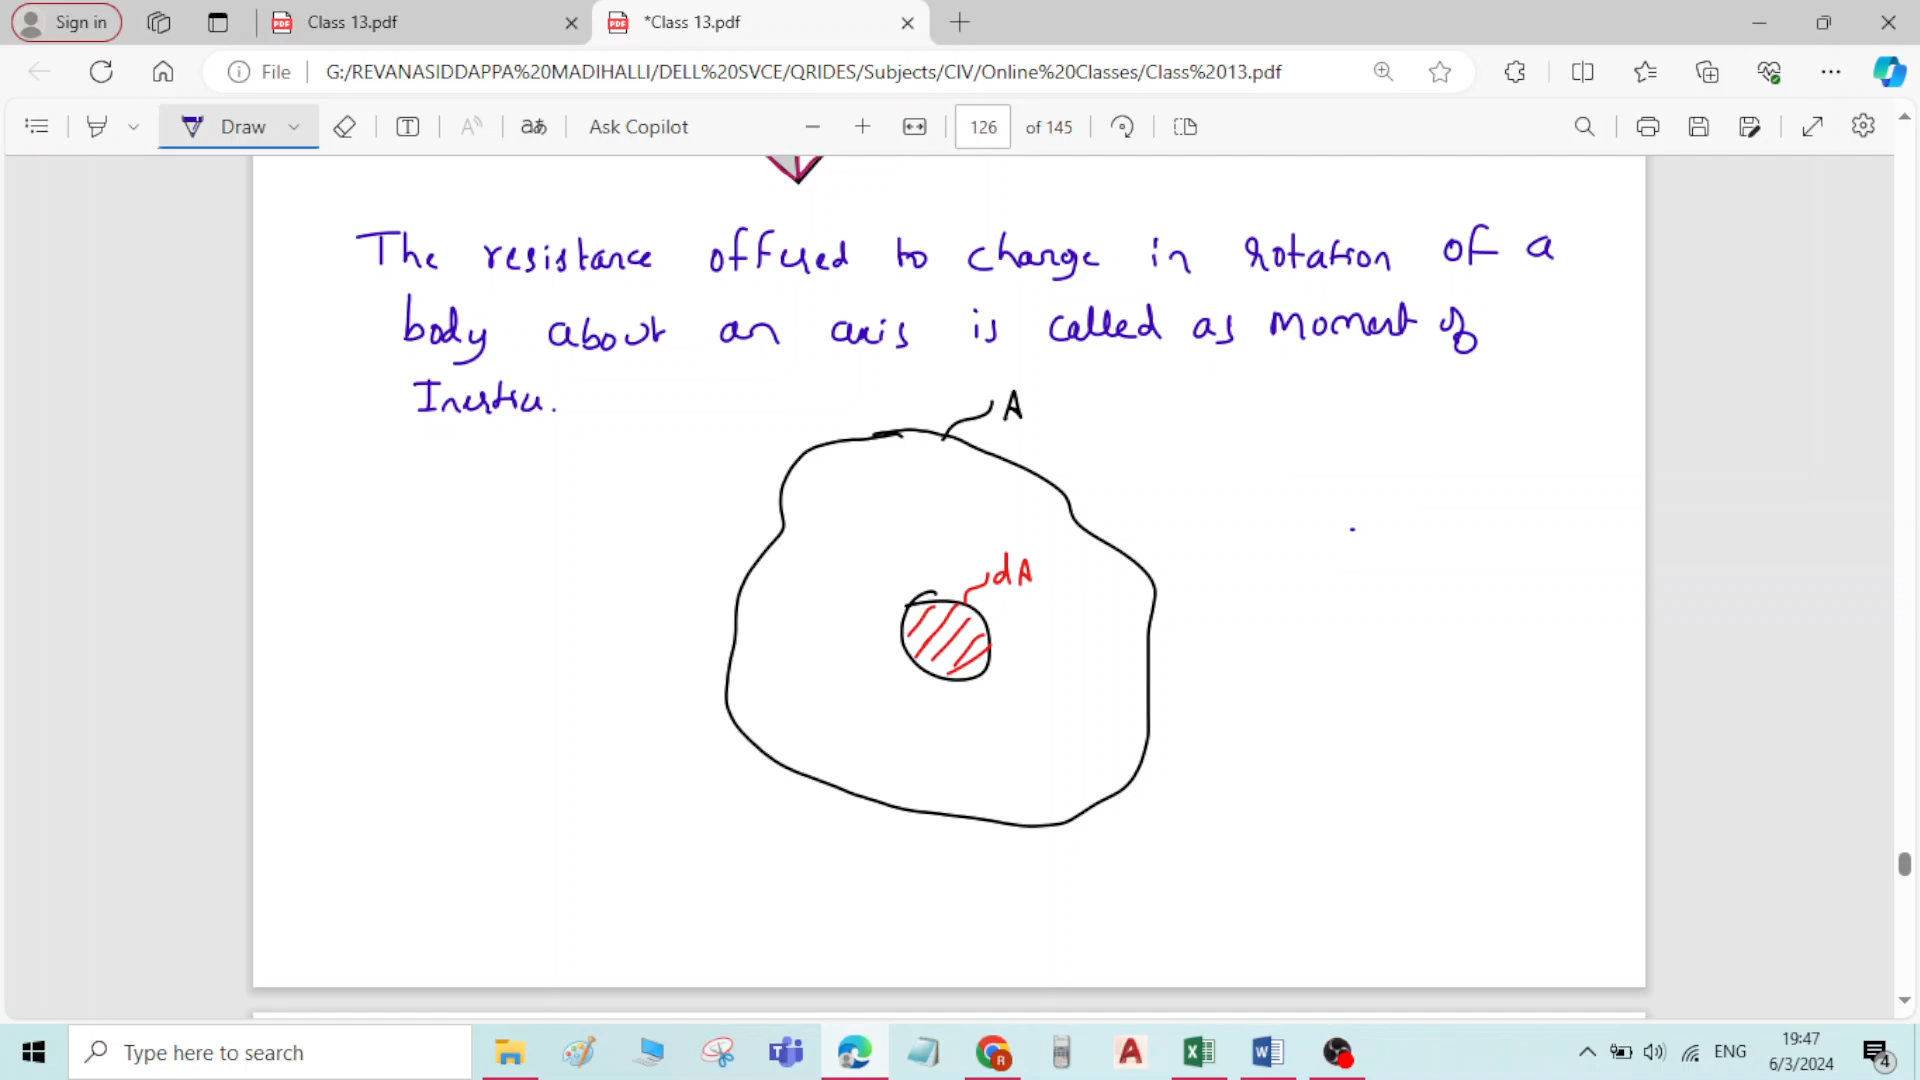 Sign in
Class 13.pdf
*Class 13.pdf
File
G:/REVANASIDDAPPA%20MADIHALLI/DELL%20SVCE/QRIDES/Subjects/CIV/Online%20Classes/Class%2013.pdf
Draw
Ask Copilot
126 of 145
The resistance offered to change in rotation of a
body about an axis is called as Moment of
Inertia.
A
dA
Type here to search
ENG
19:47
6/3/2024
4